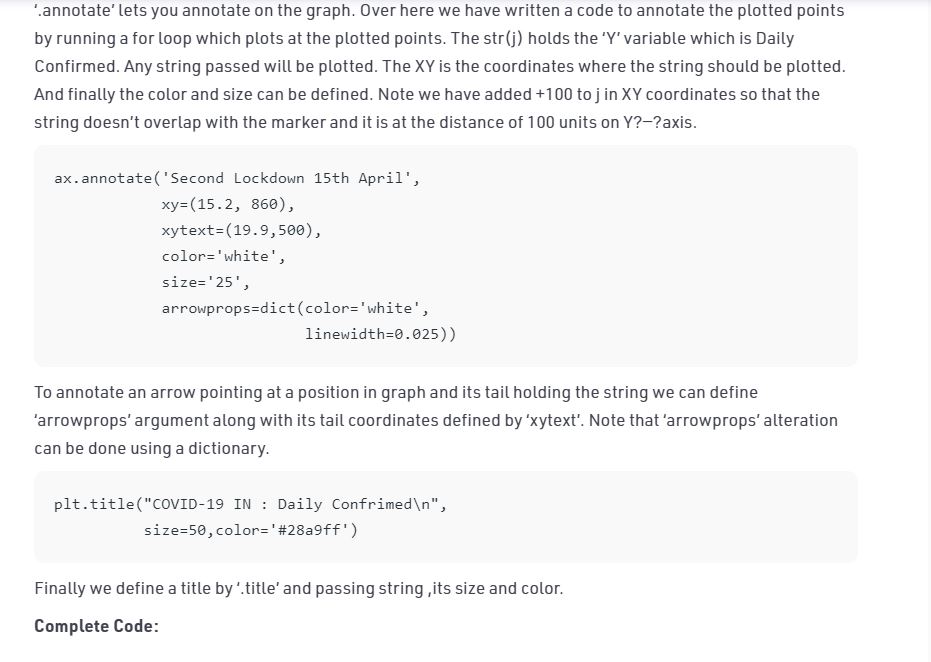 ‘.annotate’ lets you annotate on the graph. Over here we have written a code to annotate the plotted points
by running a for loop which plots at the plotted points. The str(j) holds the ‘Y’ variable which is Daily
Confirmed. Any string passed will be plotted. The XY is the coordinates where the string should be plotted.
And finally the color and size can be defined. Note we have added +100 to j in XY coordinates so that the
string doesn’t overlap with the marker and it is at the distance of 100 units on Y?—?axis.
ax.annotate('Second Lockdown 15th April',
            xy=(15.2, 860),
            xytext=(19.9,500),
            color='white',
            size='25',
            arrowprops=dict(color='white',
                            linewidth=0.025))
To annotate an arrow pointing at a position in graph and its tail holding the string we can define
‘arrowprops’ argument along with its tail coordinates defined by ‘xytext’. Note that ‘arrowprops’ alteration
can be done using a dictionary.
plt.title("COVID-19 IN : Daily Confrimed\n",
          size=50,color='#28a9ff')
Finally we define a title by ‘.title’ and passing string ,its size and color.
Complete Code: